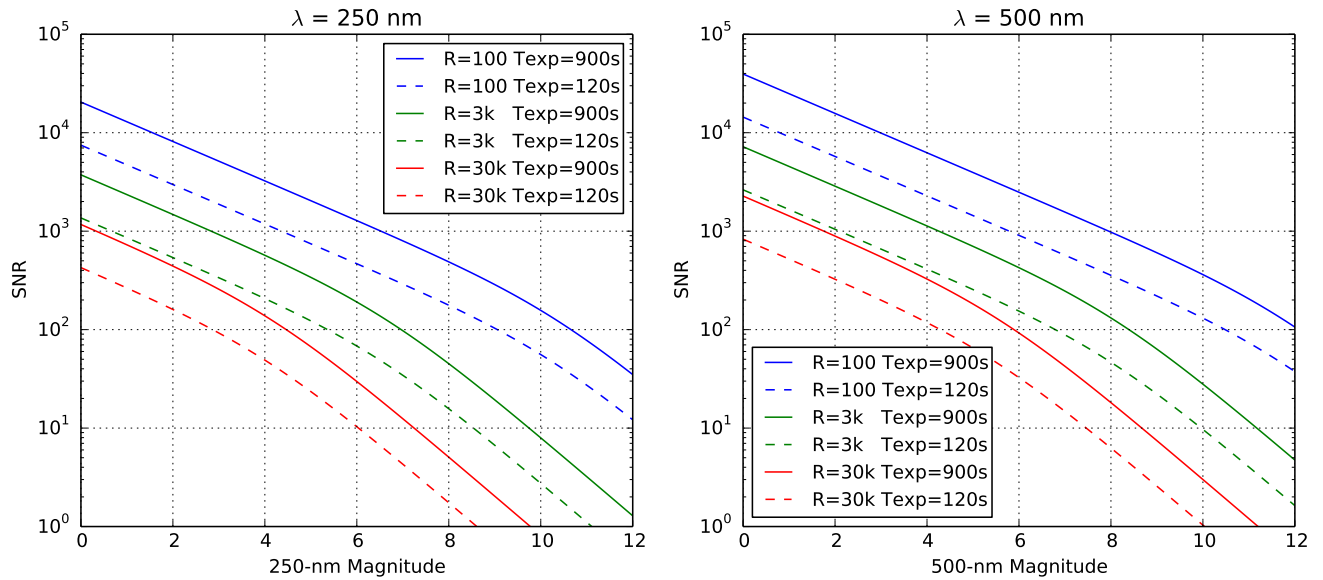 λ = 250 nm
SNR
10^5
10^4
10^3
10^2
10^1
10^0
R=100 Texp=900s
R=100 Texp=120s
R=3k Texp=900s
R=3k Texp=120s
R=30k Texp=900s
R=30k Texp=120s
0 2 4 6 8 10 12
250-nm Magnitude
λ = 500 nm
SNR
10^5
10^4
10^3
10^2
10^1
10^0
R=100 Texp=900s
R=100 Texp=120s
R=3k Texp=900s
R=3k Texp=120s
R=30k Texp=900s
R=30k Texp=120s
0 2 4 6 8 10 12
500-nm Magnitude